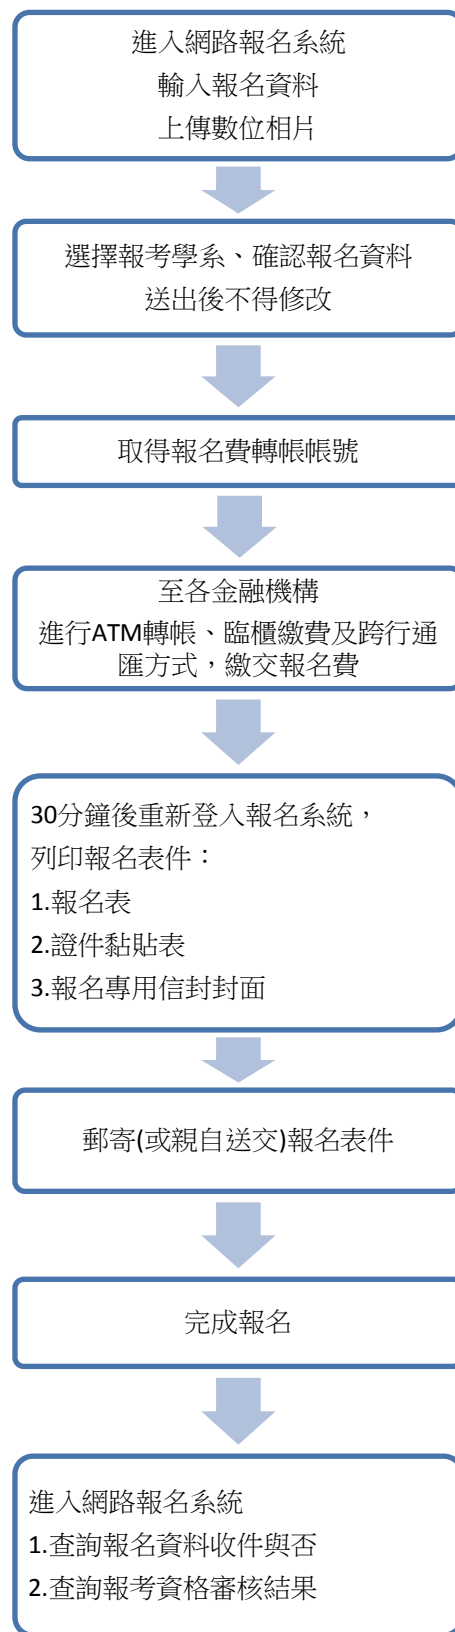 進入網路報名系統
輸入報名資料
上傳數位相片
選擇報考學系、確認報名資料
送出後不得修改
取得報名費轉帳帳號
至各金融機構
進行ATM轉帳、臨櫃繳費及跨行通
匯方式，繳交報名費
30分鐘後重新登入報名系統，
列印報名表件：
1.報名表
2.證件黏貼表
3.報名專用信封封面
郵寄(或親自送交)報名表件
完成報名
進入網路報名系統
1.查詢報名資料收件與否
2.查詢報考資格審核結果